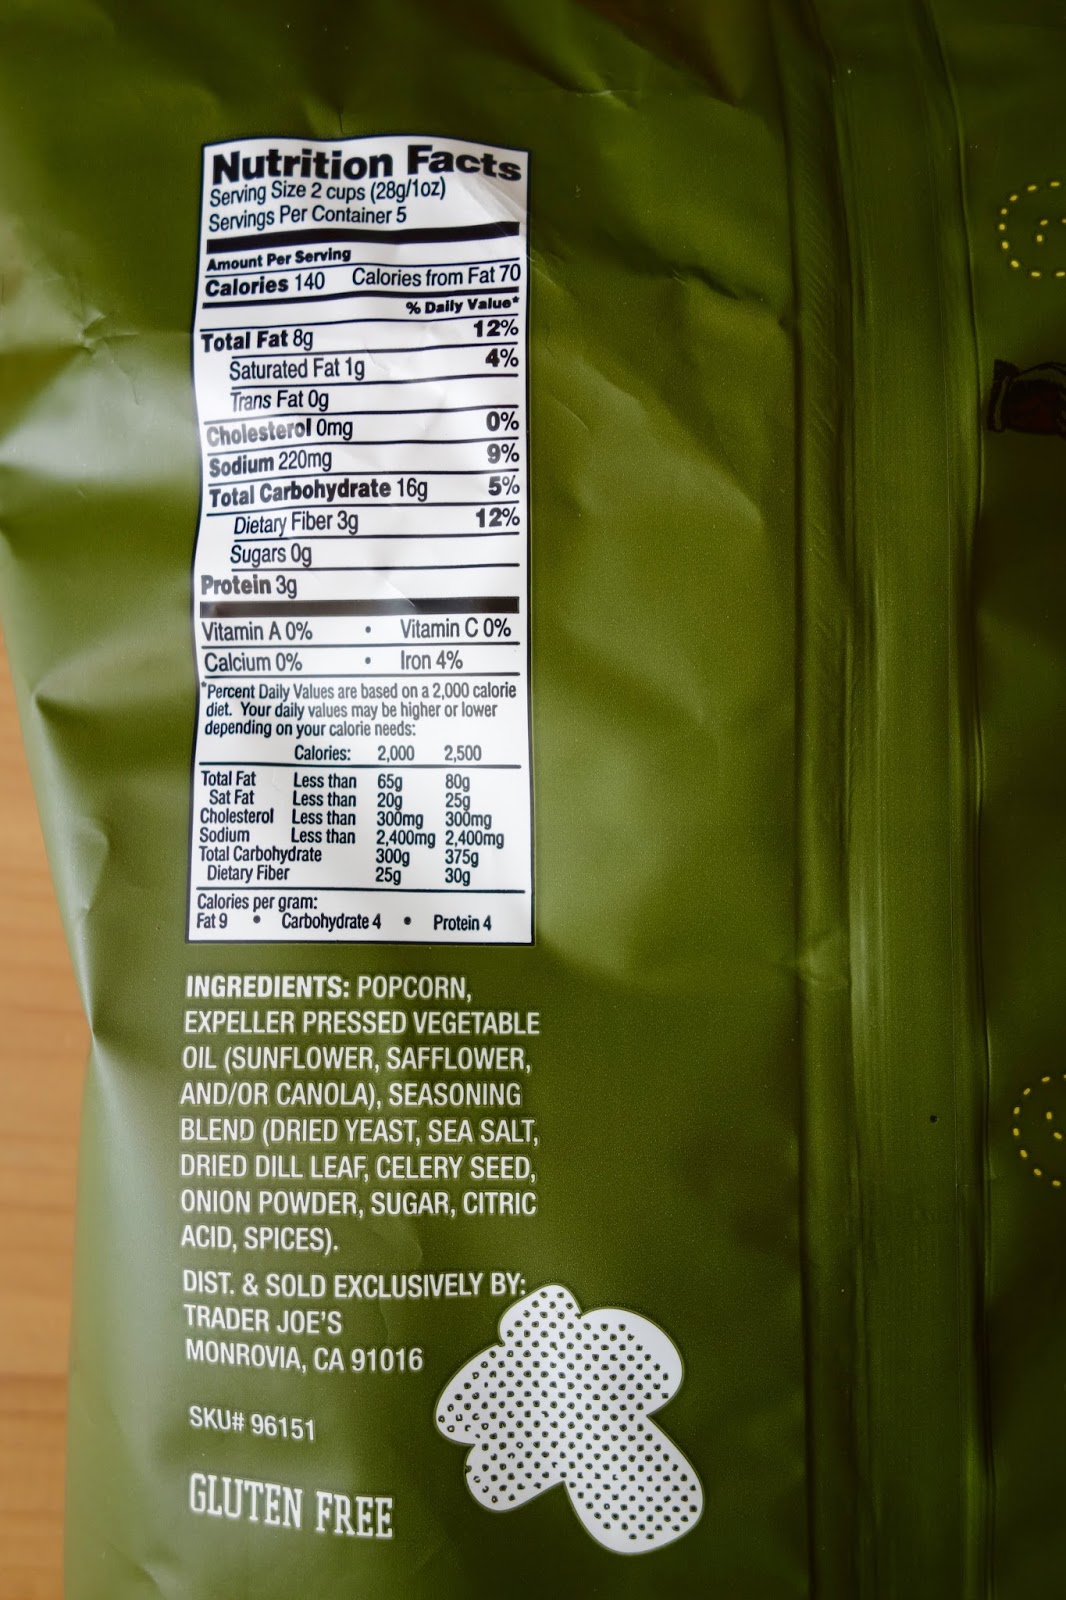 Nutrition Facts
Serving Size 2 cups (28g/1oz)
Servings Per Container 5
Amount Per Serving
Calories 140 Calories from Fat 70
% Daily Value*
Total Fat 8g 12%
Saturated Fat 1g 4%
Trans Fat 0g
Cholesterol 0mg 0%
Sodium 220mg 9%
Total Carbohydrate 16g 5%
Dietary Fiber 3g 12%
Sugars 0g
Protein 3g
Vitamin A 0% • Vitamin C 0%
Calcium 0% • Iron 4%
*Percent Daily Values are based on a 2,000 calorie
diet. Your daily values may be higher or lower
depending on your calorie needs:
Calories: 2,000 2,500
Total Fat Less than 65g 80g
Sat Fat Less than 20g 25g
Cholesterol Less than 300mg 300mg
Sodium Less than 2,400mg 2,400mg
Total Carbohydrate 300g 375g
Dietary Fiber 25g 30g
Calories per gram:
Fat 9 • Carbohydrate 4 • Protein 4
INGREDIENTS: POPCORN,
EXPELLER PRESSED VEGETABLE
OIL (SUNFLOWER, SAFFLOWER,
AND/OR CANOLA), SEASONING
BLEND (DRIED YEAST, SEA SALT,
DRIED DILL LEAF, CELERY SEED,
ONION POWDER, SUGAR, CITRIC
ACID, SPICES).
DIST. & SOLD EXCLUSIVELY BY:
TRADER JOE'S
MONROVIA, CA 91016
SKU# 96151
GLUTEN FREE